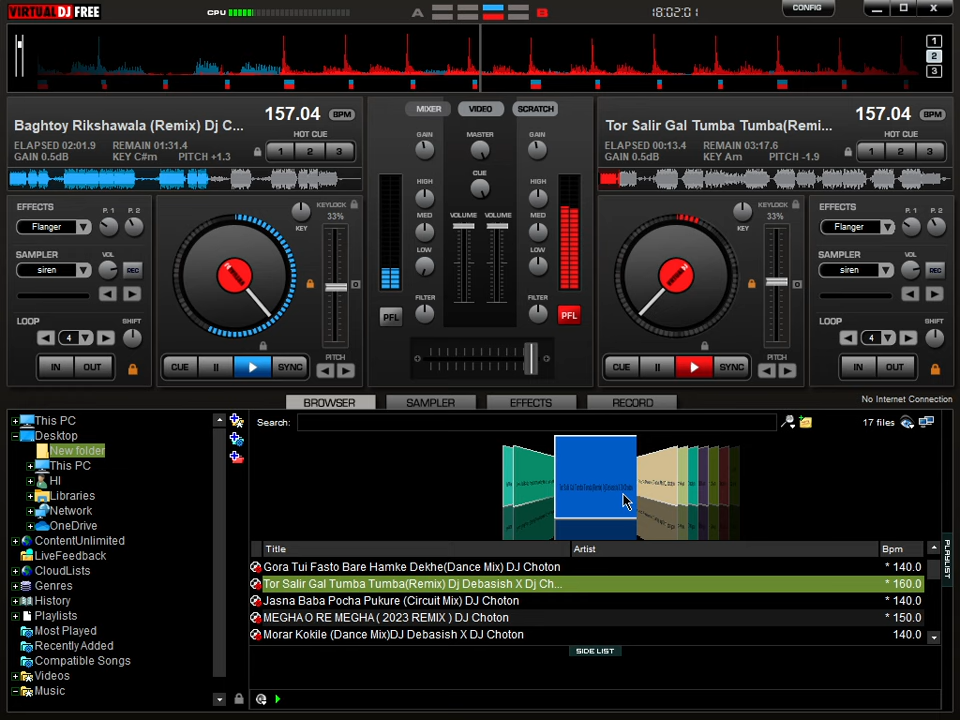 VIRTUAL DJ FREE
CPU
A B
18:02:01
CONFIG
1
2
3
157.04 BPM
Baghtoy Rikshawala (Remix) Dj C...
HOT CUE
ELAPSED 02:01.9 REMAIN 01:31.4
GAIN 0.5dB KEY C#m PITCH +1.3
1 2 3
MIXER VIDEO SCRATCH
157.04 BPM
Tor Salir Gal Tumba Tumba(Remi...
HOT CUE
ELAPSED 00:13.4 REMAIN 03:17.6
GAIN 0.5dB KEY Am PITCH -1.9
1 2 3
EFFECTS P. 1 P. 2
Flanger
SAMPLER VOL
siren REC
LOOP SHIFT
4
IN OUT
KEY
KEYLOCK
33%
CUE II SYNC
PITCH
GAIN MASTER GAIN
HIGH CUE HIGH
MED VOLUME VOLUME MED
LOW LOW
FILTER FILTER
PFL PFL
KEY
KEYLOCK
33%
CUE II SYNC
PITCH
EFFECTS P. 1 P. 2
Flanger
SAMPLER VOL
siren REC
LOOP SHIFT
4
IN OUT
BROWSER SAMPLER EFFECTS RECORD
No Internet Connection
This PC
Desktop
New folder
This PC
HI
Libraries
Network
OneDrive
ContentUnlimited
LiveFeedback
CloudLists
Genres
History
Playlists
Most Played
Recently Added
Compatible Songs
Videos
Music
Search:
17 files
Title Artist Bpm
Gora Tui Fasto Bare Hamke Dekhe(Dance Mix) DJ Choton * 140.0
Tor Salir Gal Tumba Tumba(Remix) Dj Debasish X Dj Ch... * 160.0
Jasna Baba Pocha Pukure (Circuit Mix) DJ Choton * 140.0
MEGHA O RE MEGHA ( 2023 REMIX ) DJ Choton * 150.0
Morar Kokile (Dance Mix)DJ Debasish X DJ Choton 140.0
SIDE LIST
PLAYLIST